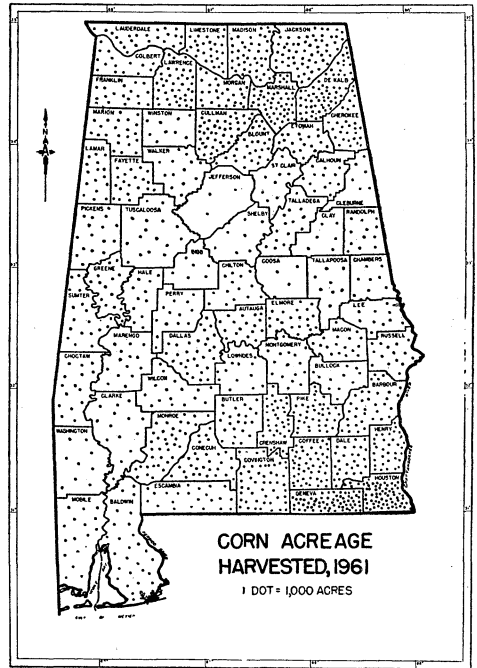 LAUDERDALE
LIMESTONE
MADISON
JACKSON
COLBERT
LAWRENCE
FRANKLIN
MORGAN
MARSHALL
DE KALB
MARION
WINSTON
CULLMAN
BLOUNT
ETOWAH
CHEROKEE
LAMAR
FAYETTE
WALKER
JEFFERSON
ST CLAIR
CALHOUN
CLEBURNE
PICKENS
TUSCALOOSA
SHELBY
TALLADEGA
CLAY
RANDOLPH
GREENE
HALE
BIBB
CHILTON
COOSA
TALLAPOOSA
CHAMBERS
SUMTER
PERRY
AUTAUGA
ELMORE
LEE
MARENGO
DALLAS
LOWNDES
MONTGOMERY
MACON
RUSSELL
BULLOCK
CHOCTAW
WILCOX
BUTLER
PIKE
BARBOUR
CLARKE
MONROE
CRENSHAW
COFFEE
DALE
HENRY
WASHINGTON
CONECUH
COVINGTON
GENEVA
HOUSTON
ESCAMBIA
MOBILE
BALDWIN
GULF OF MEXICO
CORN ACREAGE
HARVESTED, 1961
1 DOT = 1,000 ACRES